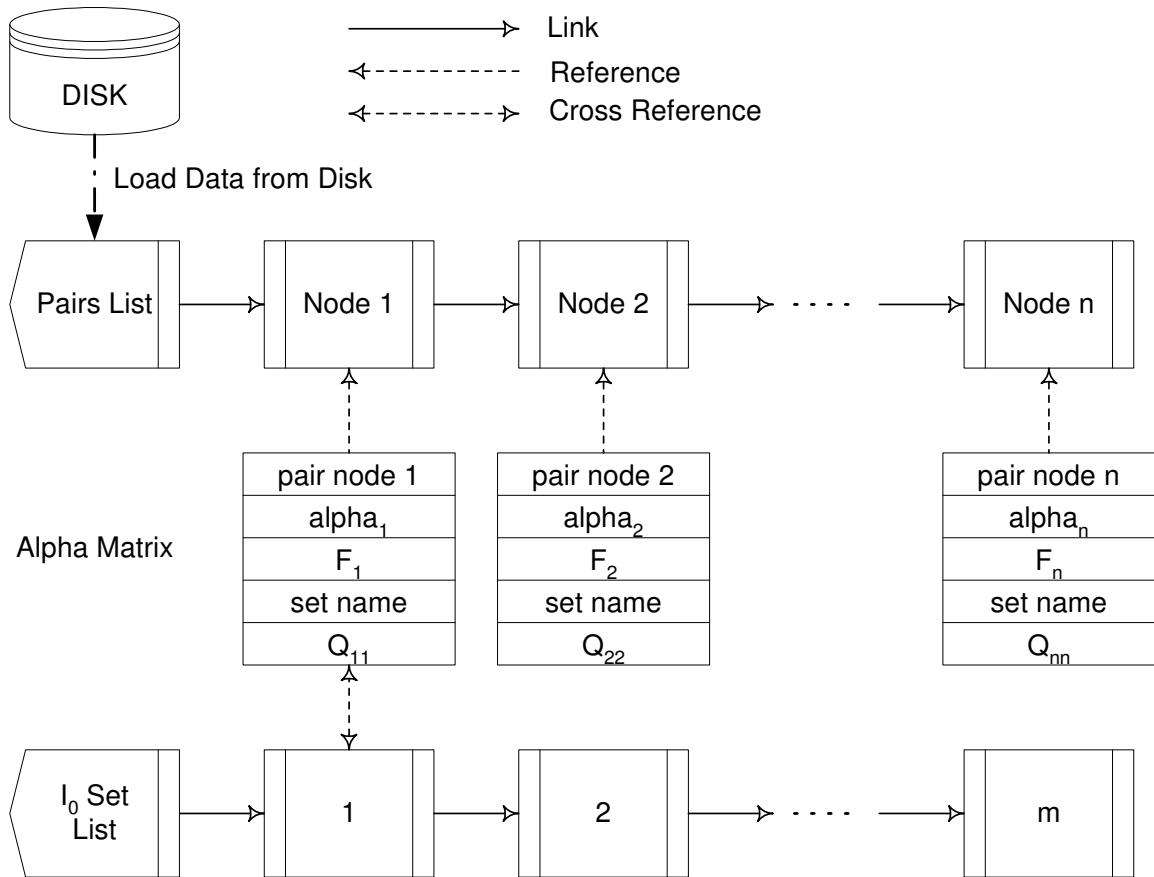 DISK
Link
Reference
Cross Reference
Load Data from Disk
Pairs List
Node 1
Node 2
. . . .
Node n
Alpha Matrix
pair node 1
alpha₁
F₁
set name
Q₁₁
pair node 2
alpha₂
F₂
set name
Q₂₂
pair node n
alphaₙ
Fₙ
set name
Qₙₙ
I₀ Set
List
1
2
. . . .
m